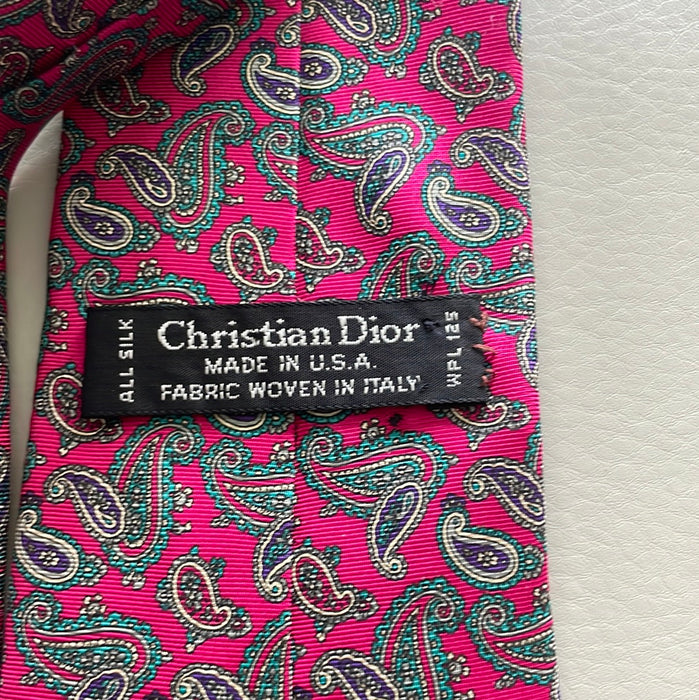 ALL SILK
Christian Dior
MADE IN U.S.A.
FABRIC WOVEN IN ITALY
WPL 125